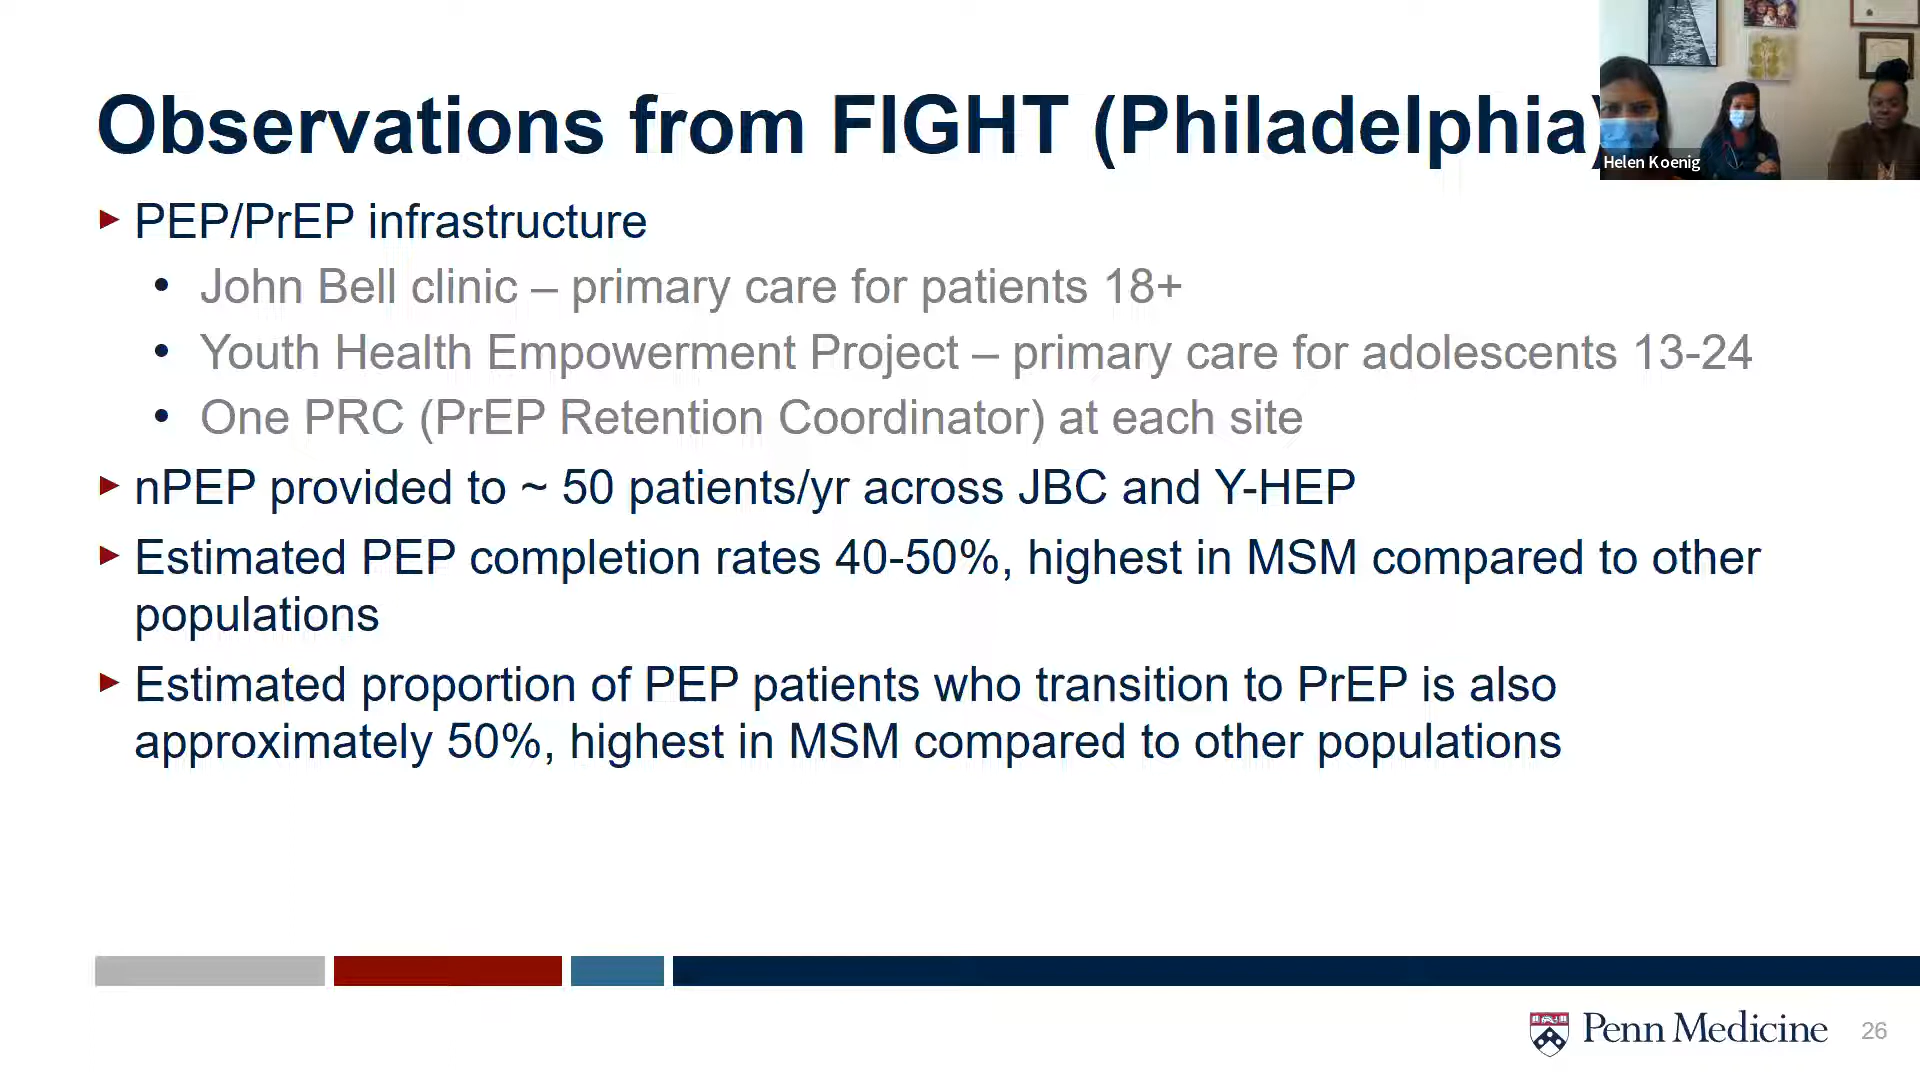 Observations from FIGHT (Philadelphia)
Helen Koenig
PEP/PrEP infrastructure
• John Bell clinic – primary care for patients 18+
• Youth Health Empowerment Project – primary care for adolescents 13-24
• One PRC (PrEP Retention Coordinator) at each site
nPEP provided to ~ 50 patients/yr across JBC and Y-HEP
Estimated PEP completion rates 40-50%, highest in MSM compared to other
populations
Estimated proportion of PEP patients who transition to PrEP is also
approximately 50%, highest in MSM compared to other populations
Penn Medicine 26